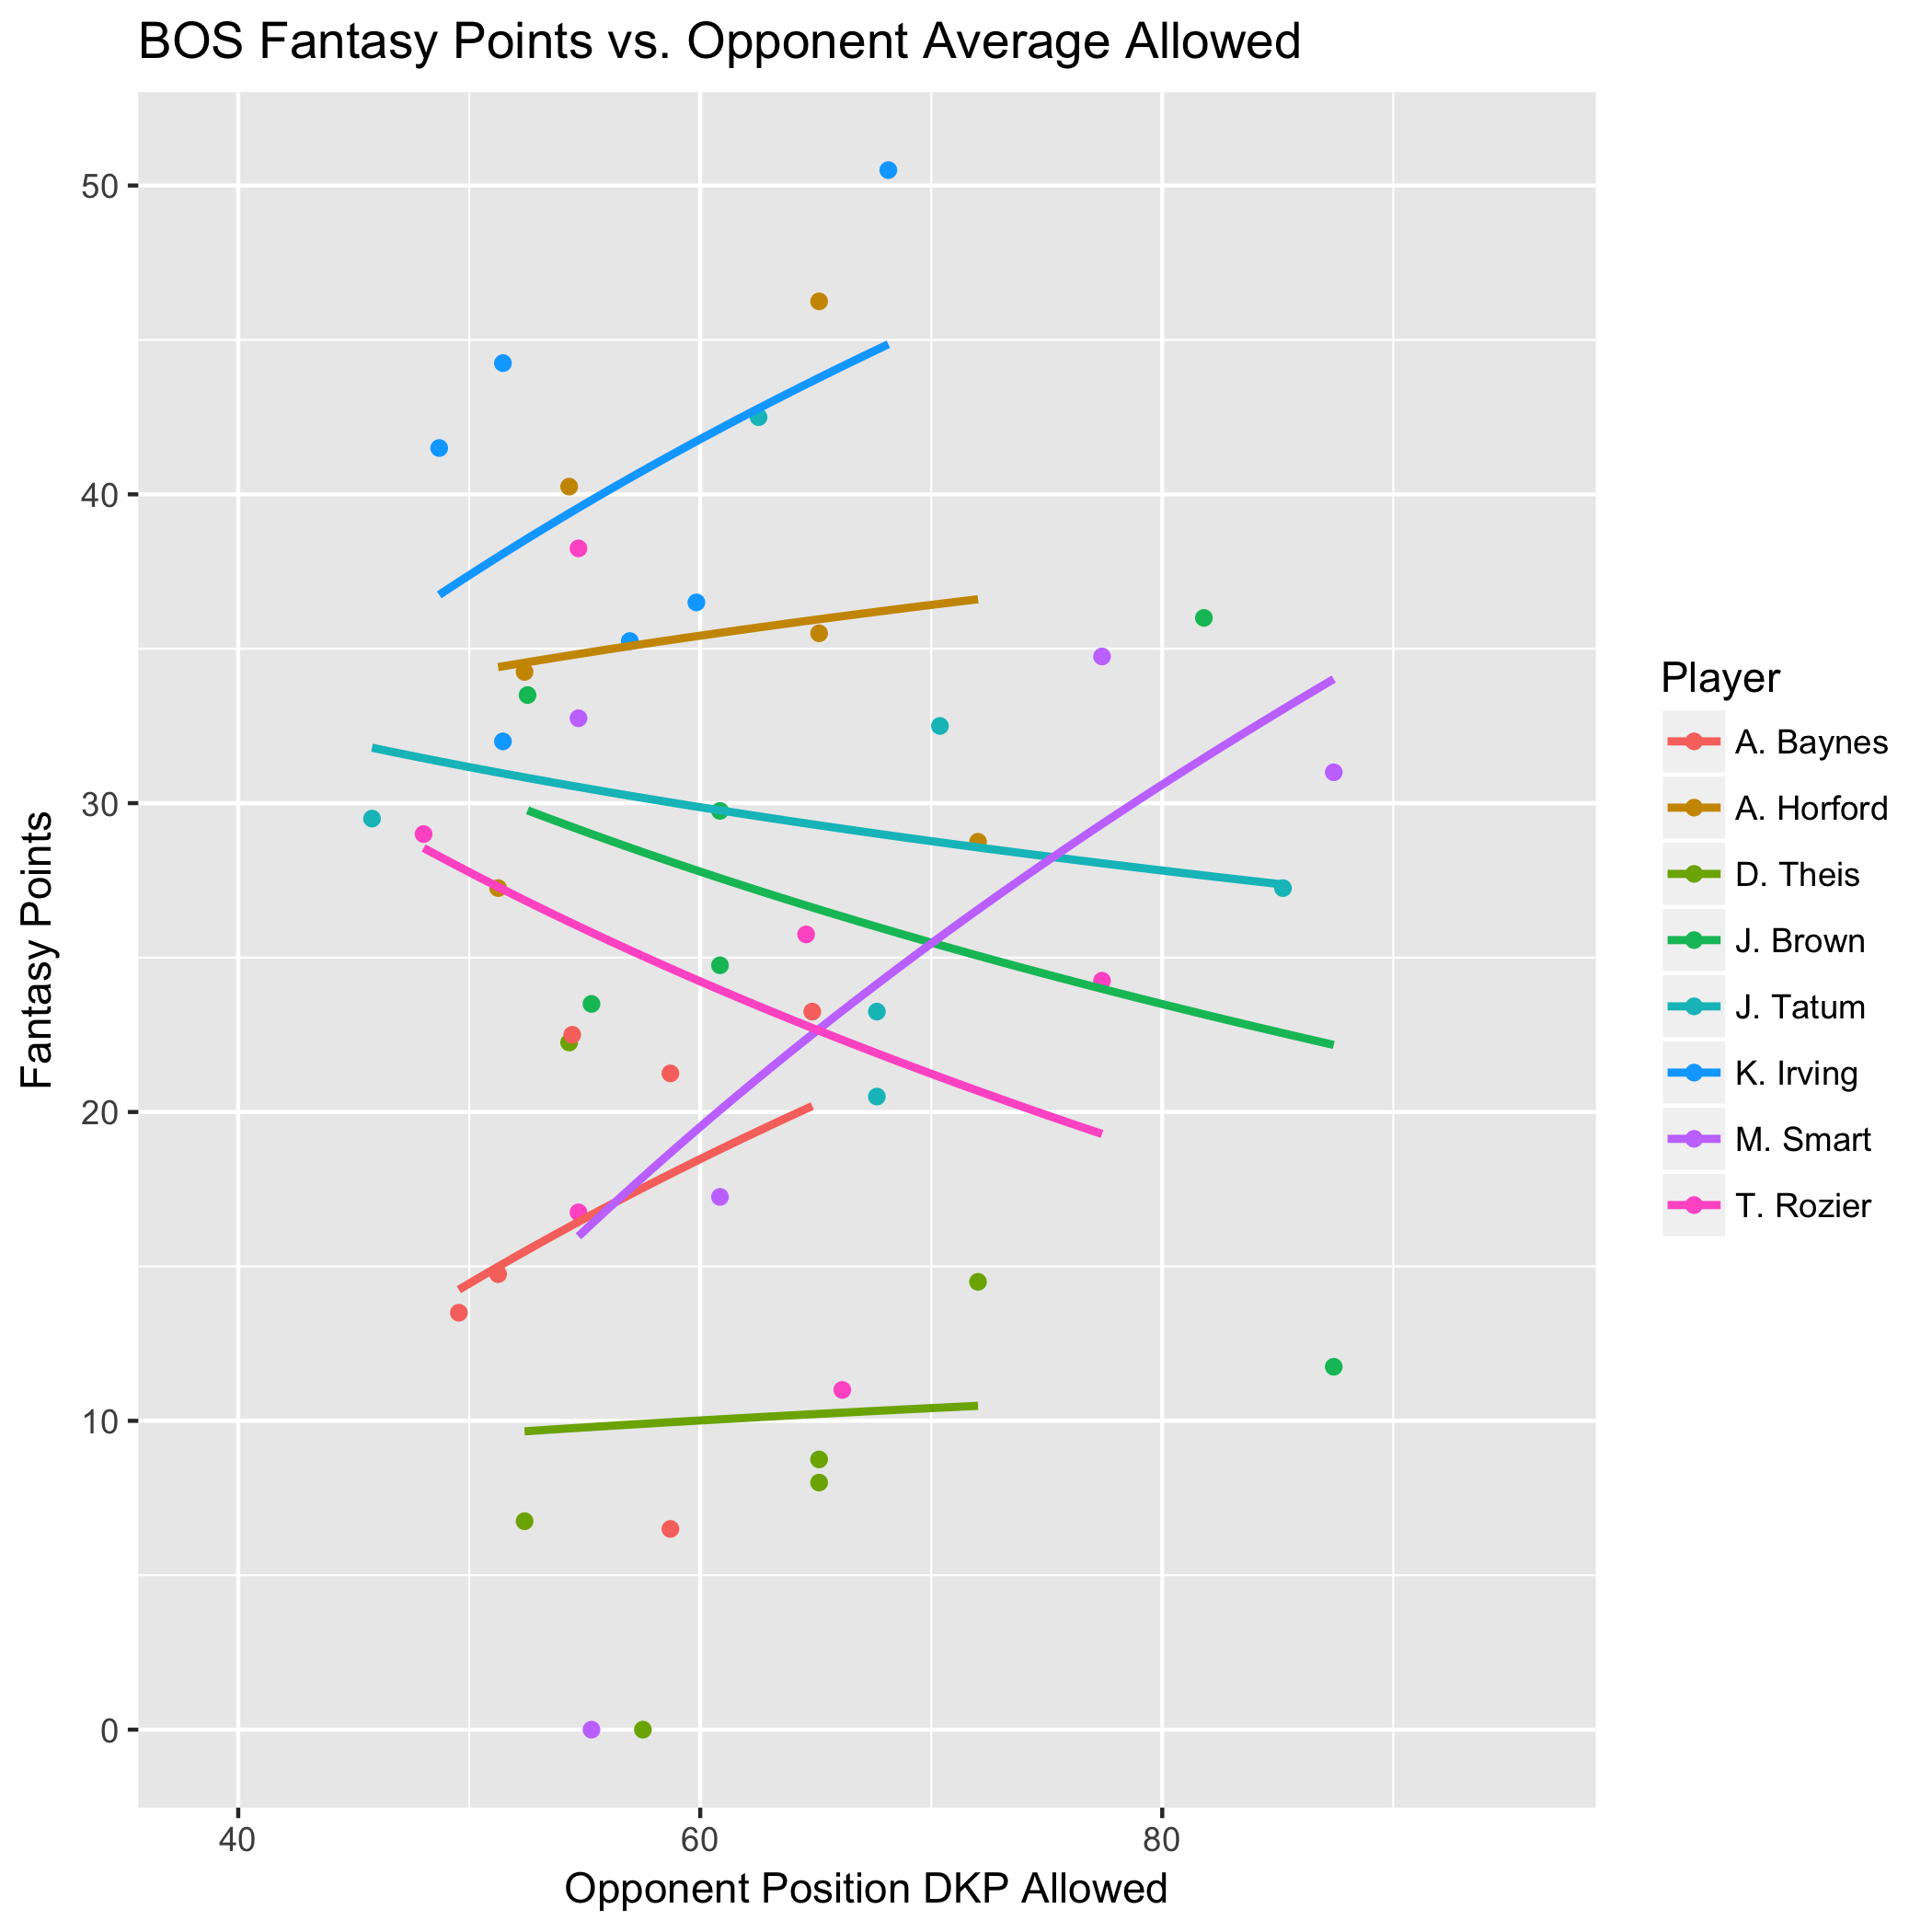 BOS Fantasy Points vs. Opponent Average Allowed
50
40
30
20
10
0
Fantasy Points
40 60 80
Opponent Position DKP Allowed
Player
A. Baynes
A. Horford
D. Theis
J. Brown
J. Tatum
K. Irving
M. Smart
T. Rozier